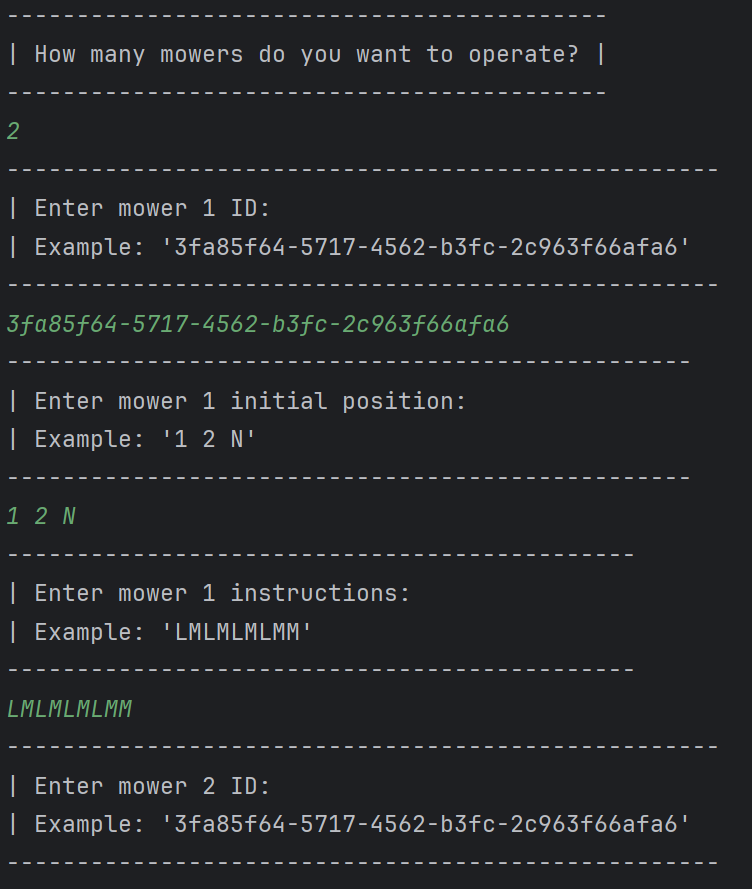 -------------------------------------------
| How many mowers do you want to operate? |
-------------------------------------------
2
---------------------------------------------------
| Enter mower 1 ID:
| Example: '3fa85f64-5717-4562-b3fc-2c963f66afa6'
---------------------------------------------------
3fa85f64-5717-4562-b3fc-2c963f66afa6
-------------------------------------------------
| Enter mower 1 initial position:
| Example: '1 2 N'
-------------------------------------------------
1 2 N
---------------------------------------------
| Enter mower 1 instructions:
| Example: 'LMLMLMLMM'
---------------------------------------------
LMLMLMLMM
---------------------------------------------------
| Enter mower 2 ID:
| Example: '3fa85f64-5717-4562-b3fc-2c963f66afa6'
---------------------------------------------------